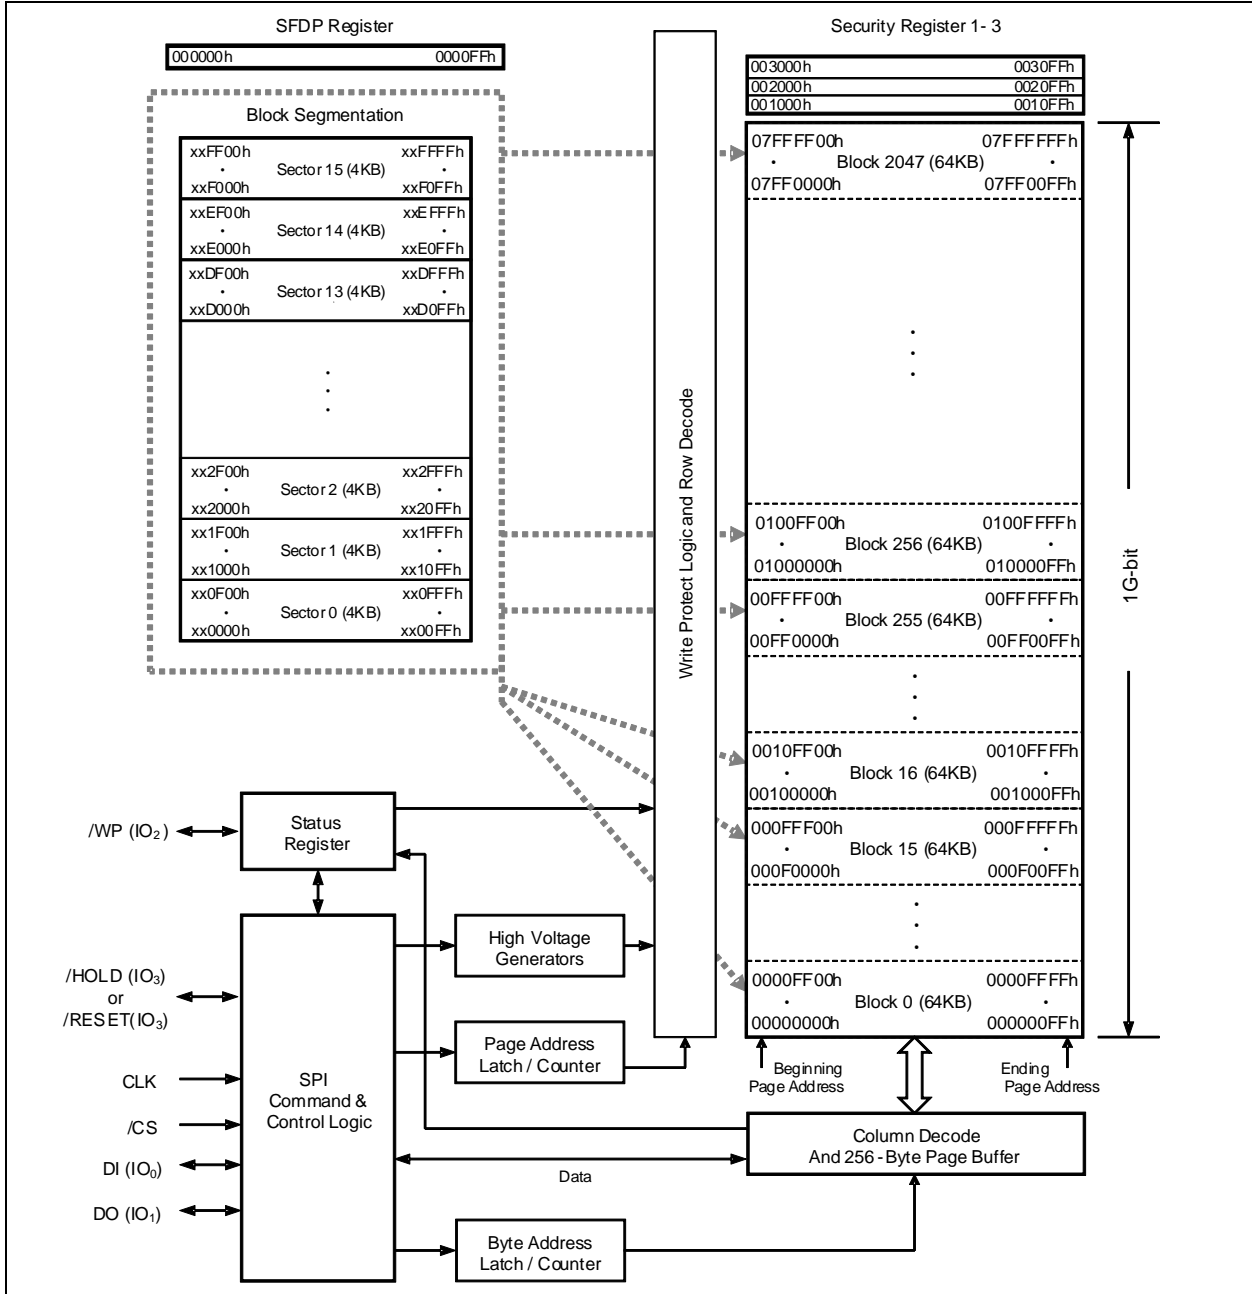 SFDP Register
000000h 0000FFh
Security Register 1- 3
003000h 0030FFh
002000h 0020FFh
001000h 0010FFh
Block Segmentation
xxFF00h xxFFFFh
Sector 15 (4KB)
xxF000h xxF0FFh
xxEF00h xxEFFFh
Sector 14 (4KB)
xxE000h xxE0FFh
xxDF00h xxDFFFh
Sector 13 (4KB)
xxD000h xxD0FFh
xx2F00h xx2FFFh
Sector 2 (4KB)
xx2000h xx20FFh
xx1F00h xx1FFFh
Sector 1 (4KB)
xx1000h xx10FFh
xx0F00h xx0FFFh
Sector 0 (4KB)
xx0000h xx00FFh
Write Protect Logic and Row Decode
07FFFF00h 07FFFFFFh
Block 2047 (64KB)
07FF0000h 07FF00FFh
0100FF00h 0100FFFFh
Block 256 (64KB)
01000000h 010000FFh
00FFFF00h 00FFFFFFh
Block 255 (64KB)
00FF0000h 00FF00FFh
0010FF00h 0010FFFFh
Block 16 (64KB)
00100000h 001000FFh
000FFF00h 000FFFFFh
Block 15 (64KB)
000F0000h 000F00FFh
0000FF00h 0000FFFFh
Block 0 (64KB)
00000000h 000000FFh
1G-bit
Beginning
Page Address
Ending
Page Address
/WP (IO₂)
Status
Register
/HOLD (IO₃)
or
/RESET(IO₃)
CLK
/CS
DI (IO₀)
DO (IO₁)
SPI
Command &
Control Logic
High Voltage
Generators
Page Address
Latch / Counter
Data
Column Decode
And 256 -Byte Page Buffer
Byte Address
Latch / Counter